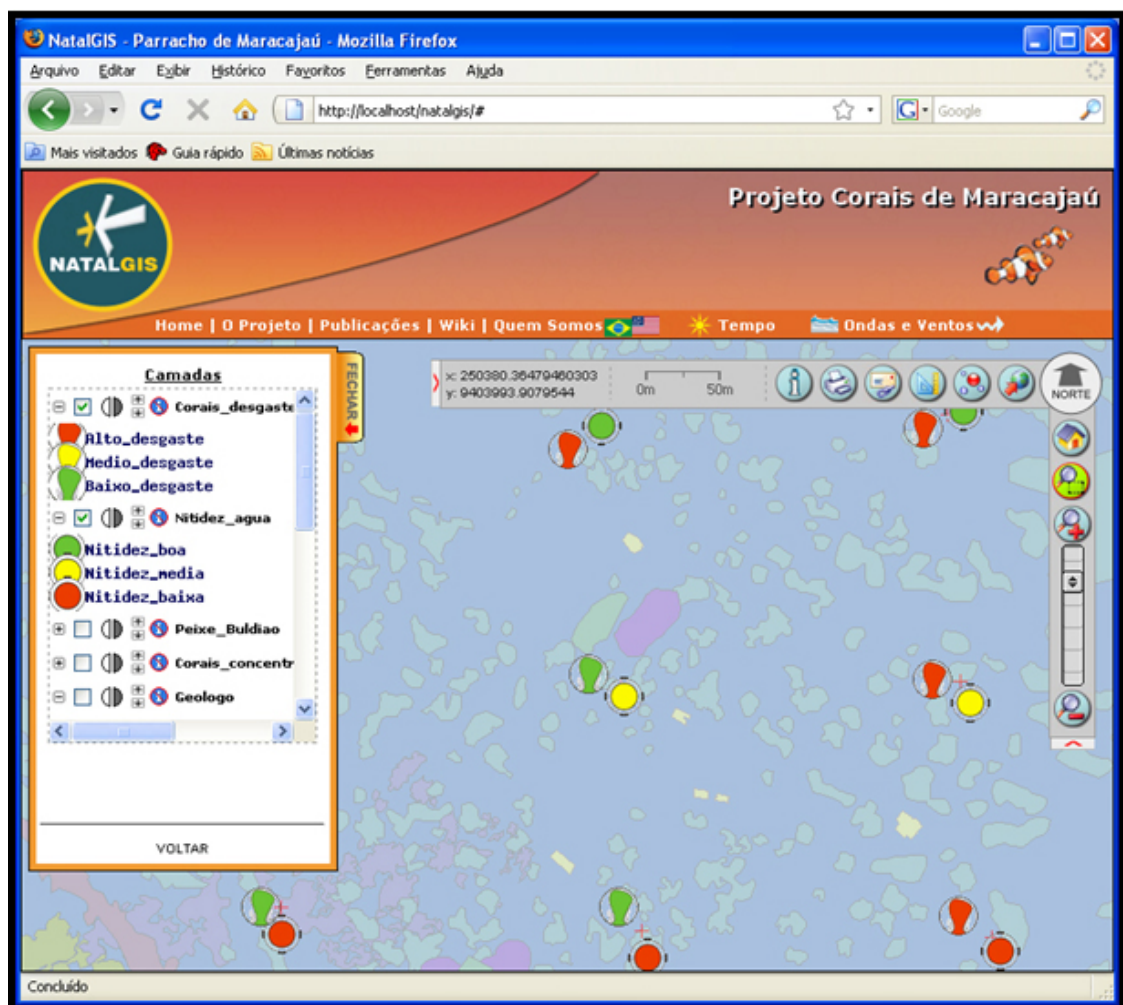 NatalGIS - Parracho de Maracajaú - Mozilla Firefox
Arquivo Editar Exibir Histórico Favoritos Ferramentas Ajuda
http://localhost/natalgis/#
G Google
Mais visitados Guia rápido Últimas notícias
Projeto Corais de Maracajaú
NATALGIS
Home | O Projeto | Publicações | Wiki | Quem Somos Tempo Ondas e Ventos
Camadas
FECHAR
x: 250380.36479460303
y: 9403993.9079544
0m 50m
NORTE
Corais_desgaste
Alto_desgaste
Medio_desgaste
Baixo_desgaste
Nitidez_agua
Nitidez_boa
Nitidez_media
Nitidez_baixa
Peixe_Buldiao
Corais_concentr
Geologo
VOLTAR
Concluído